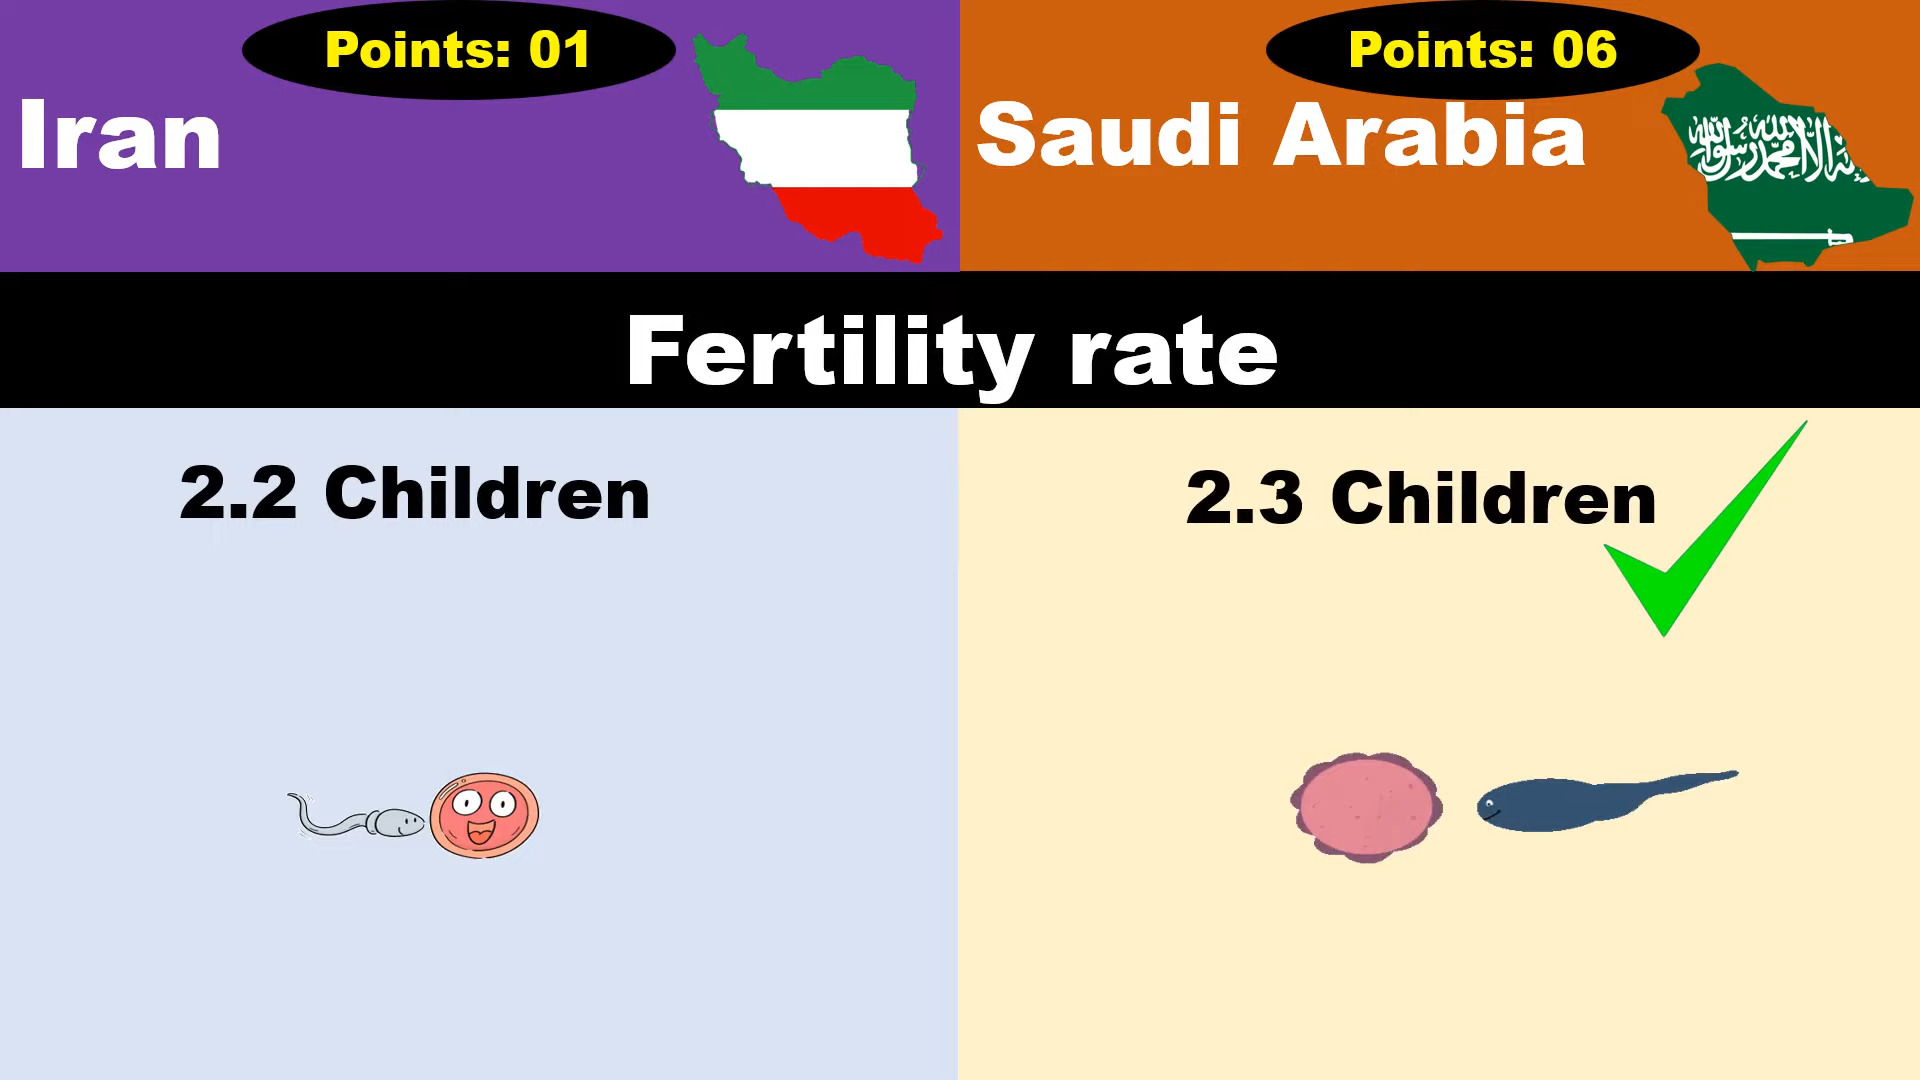 Points: 01
Iran
Points: 06
Saudi Arabia
Fertility rate
2.2 Children
2.3 Children